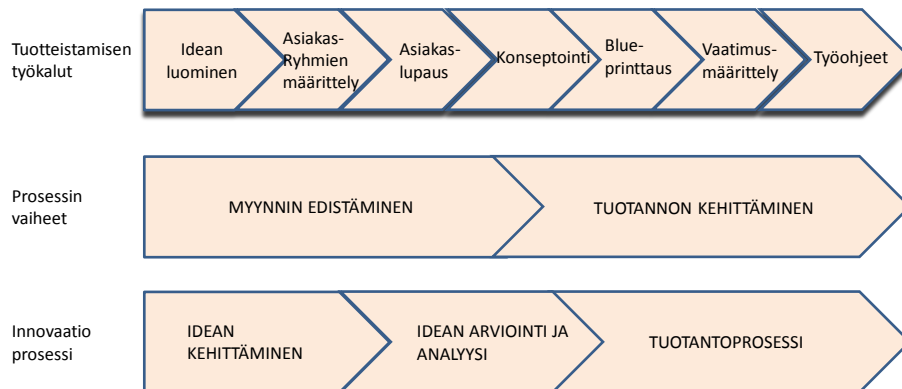 Tuotteistamisen
työkalut
Idean
luominen
Asiakas-
Ryhmien
määrittely
Asiakas-
lupaus
Konseptointi
Blue-
printtaus
Vaatimus-
määrittely
Työohjeet
Prosessin
vaiheet
MYYNNIN EDISTÄMINEN
TUOTANNON KEHITTÄMINEN
Innovaatio
prosessi
IDEAN
KEHITTÄMINEN
IDEAN ARVIOINTI JA
ANALYYSI
TUOTANTOPROSESSI